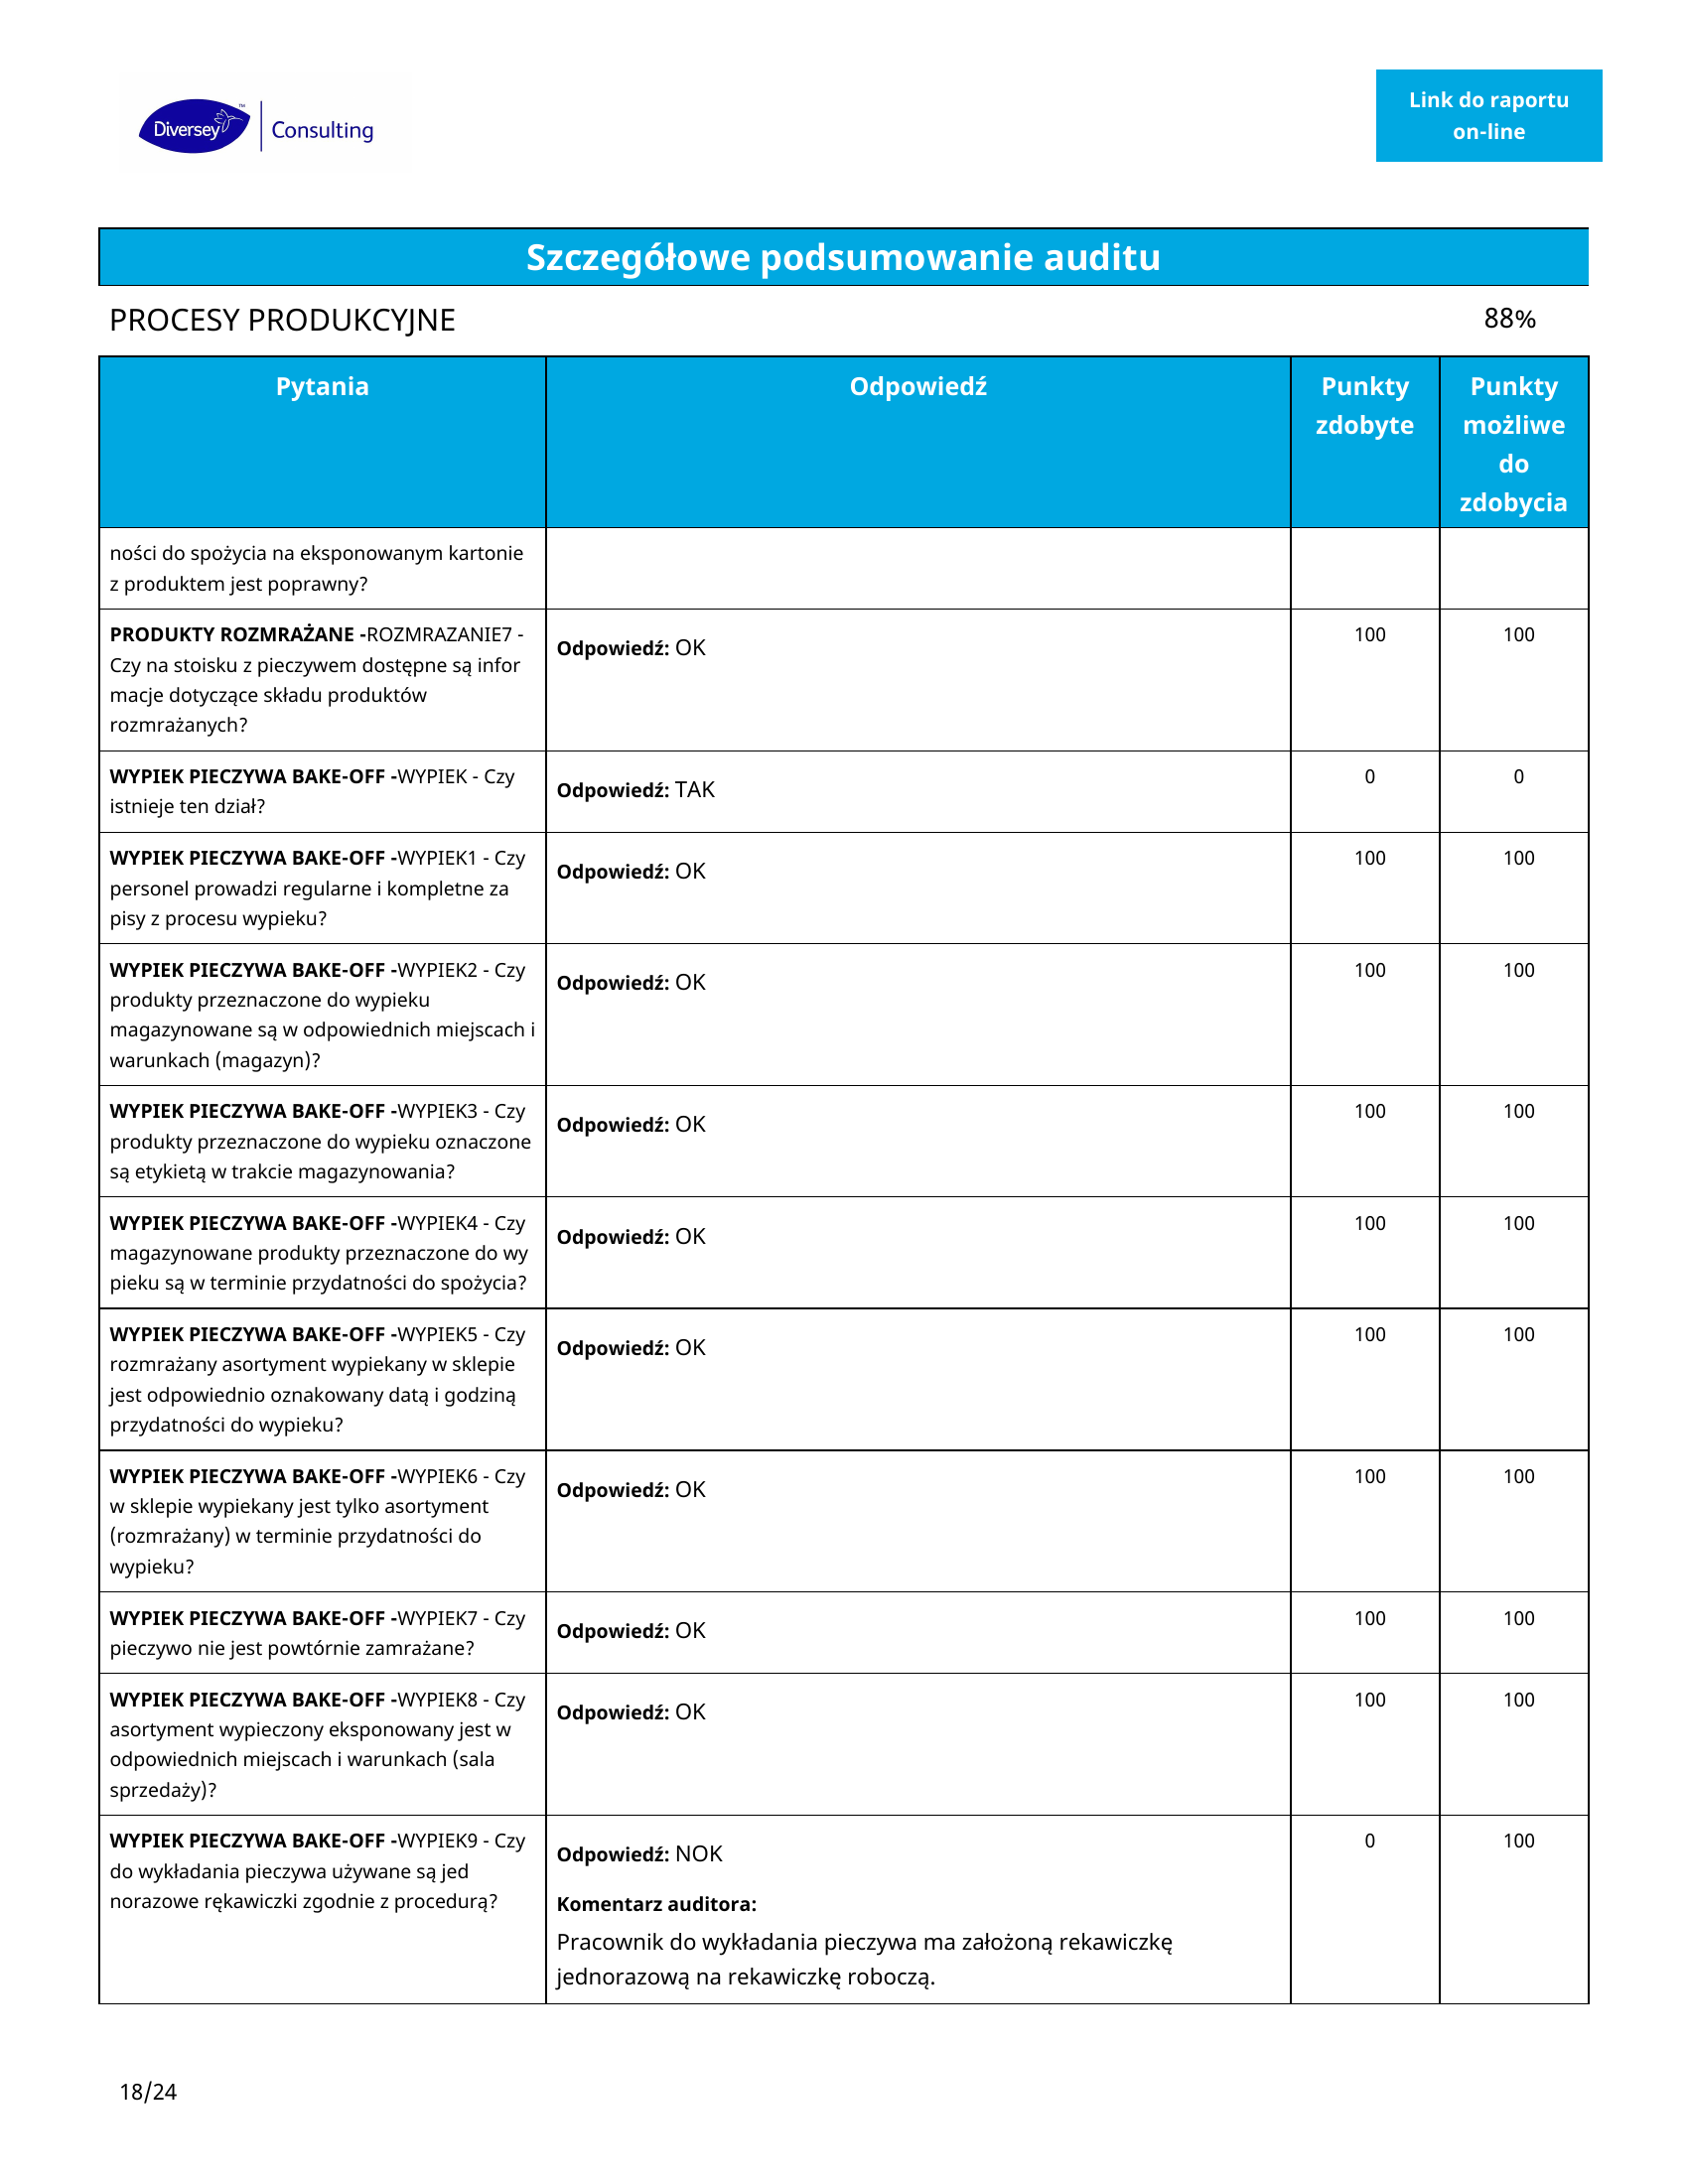 Diversey™ Consulting
Link do raportu
on-line
Szczegółowe podsumowanie auditu
PROCESY PRODUKCYJNE 88%
Pytania Odpowiedź Punkty zdobyte Punkty możliwe do zdobycia
ności do spożycia na eksponowanym kartonie
z produktem jest poprawny?
PRODUKTY ROZMRAŻANE -ROZMRAZANIE7 -
Czy na stoisku z pieczywem dostępne są infor
macje dotyczące składu produktów
rozmrażanych?
Odpowiedź: OK 100 100
WYPIEK PIECZYWA BAKE-OFF -WYPIEK - Czy
istnieje ten dział?
Odpowiedź: TAK 0 0
WYPIEK PIECZYWA BAKE-OFF -WYPIEK1 - Czy
personel prowadzi regularne i kompletne za
pisy z procesu wypieku?
Odpowiedź: OK 100 100
WYPIEK PIECZYWA BAKE-OFF -WYPIEK2 - Czy
produkty przeznaczone do wypieku
magazynowane są w odpowiednich miejscach i
warunkach (magazyn)?
Odpowiedź: OK 100 100
WYPIEK PIECZYWA BAKE-OFF -WYPIEK3 - Czy
produkty przeznaczone do wypieku oznaczone
są etykietą w trakcie magazynowania?
Odpowiedź: OK 100 100
WYPIEK PIECZYWA BAKE-OFF -WYPIEK4 - Czy
magazynowane produkty przeznaczone do wy
pieku są w terminie przydatności do spożycia?
Odpowiedź: OK 100 100
WYPIEK PIECZYWA BAKE-OFF -WYPIEK5 - Czy
rozmrażany asortyment wypiekany w sklepie
jest odpowiednio oznakowany datą i godziną
przydatności do wypieku?
Odpowiedź: OK 100 100
WYPIEK PIECZYWA BAKE-OFF -WYPIEK6 - Czy
w sklepie wypiekany jest tylko asortyment
(rozmrażany) w terminie przydatności do
wypieku?
Odpowiedź: OK 100 100
WYPIEK PIECZYWA BAKE-OFF -WYPIEK7 - Czy
pieczywo nie jest powtórnie zamrażane?
Odpowiedź: OK 100 100
WYPIEK PIECZYWA BAKE-OFF -WYPIEK8 - Czy
asortyment wypieczony eksponowany jest w
odpowiednich miejscach i warunkach (sala
sprzedaży)?
Odpowiedź: OK 100 100
WYPIEK PIECZYWA BAKE-OFF -WYPIEK9 - Czy
do wykładania pieczywa używane są jed
norazowe rękawiczki zgodnie z procedurą?
Odpowiedź: NOK 0 100
Komentarz auditora:
Pracownik do wykładania pieczywa ma założoną rekawiczkę
jednorazową na rekawiczkę roboczą.
18/24